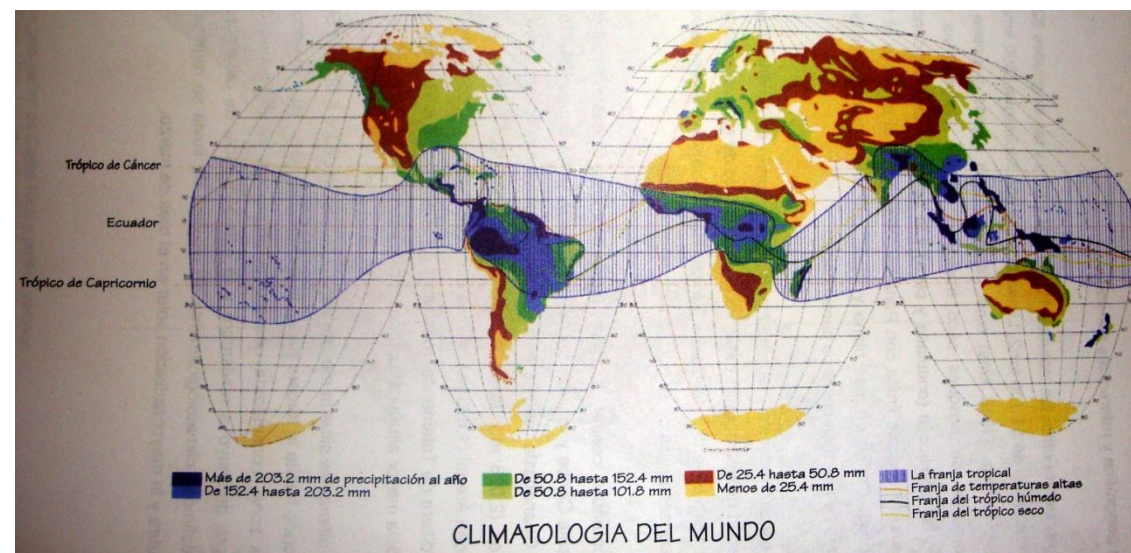 Trópico de Cáncer
Ecuador
Trópico de Capricornio
Más de 203.2 mm de precipitación al año
De 152.4 hasta 203.2 mm
De 50.8 hasta 152.4 mm
De 50.8 hasta 101.8 mm
De 25.4 hasta 50.8 mm
Menos de 25.4 mm
La franja tropical
Franja de temperaturas altas
Franja del trópico húmedo
Franja del trópico seco
CLIMATOLOGIA DEL MUNDO